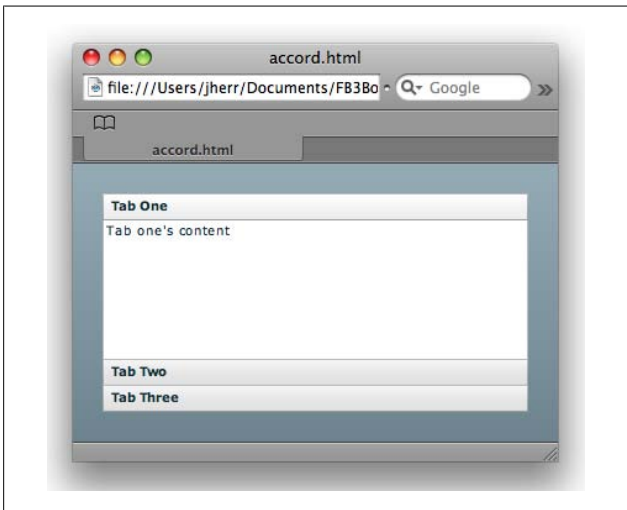 accord.html
file:///Users/jherr/Documents/FB3Bo
Google
accord.html
Tab One
Tab one's content
Tab Two
Tab Three